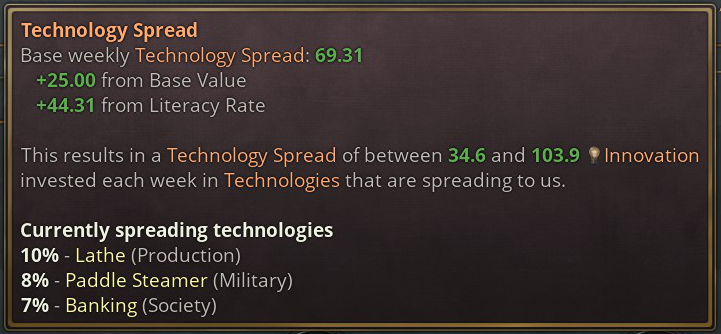 Technology Spread
Base weekly Technology Spread: 69.31
+25.00 from Base Value
+44.31 from Literacy Rate
This results in a Technology Spread of between 34.6 and 103.9 Innovation
invested each week in Technologies that are spreading to us.
Currently spreading technologies
10% - Lathe (Production)
8% - Paddle Steamer (Military)
7% - Banking (Society)